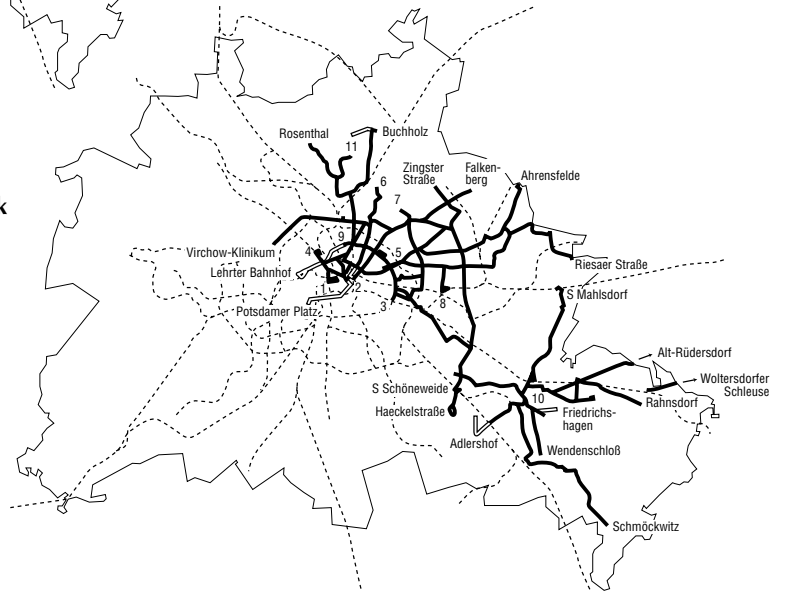 Rosenthal
Buchholz
11
6
7
Zingster
Straße
Falken-
berg
Ahrensfelde
k
9
Virchow-Klinikum
4
5
Lehrter Bahnhof
1
2
Potsdamer Platz
3
8
Riesaer Straße
S Mahlsdorf
Alt-Rüdersdorf
Woltersdorfer
Schleuse
S Schöneweide
Haeckelstraße
10
Friedrichs-
hagen
Rahnsdorf
Adlershof
Wendenschloß
Schmöckwitz